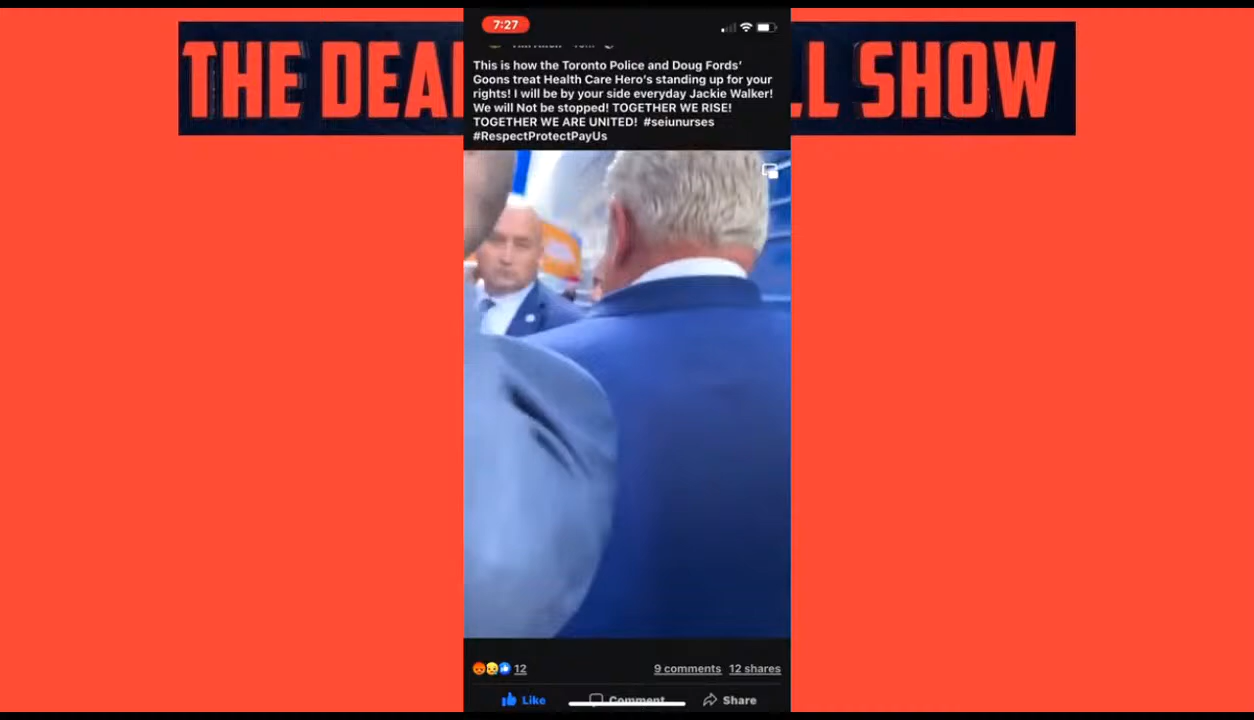 7:27
THE DEA LL SHOW
This is how the Toronto Police and Doug Fords'
Goons treat Health Care Hero's standing up for your
rights! I will be by your side everyday Jackie Walker!
We will Not be stopped! TOGETHER WE RISE!
TOGETHER WE ARE UNITED! #seiunurses
#RespectProtectPayUs
12
9 comments 12 shares
Like Comment Share